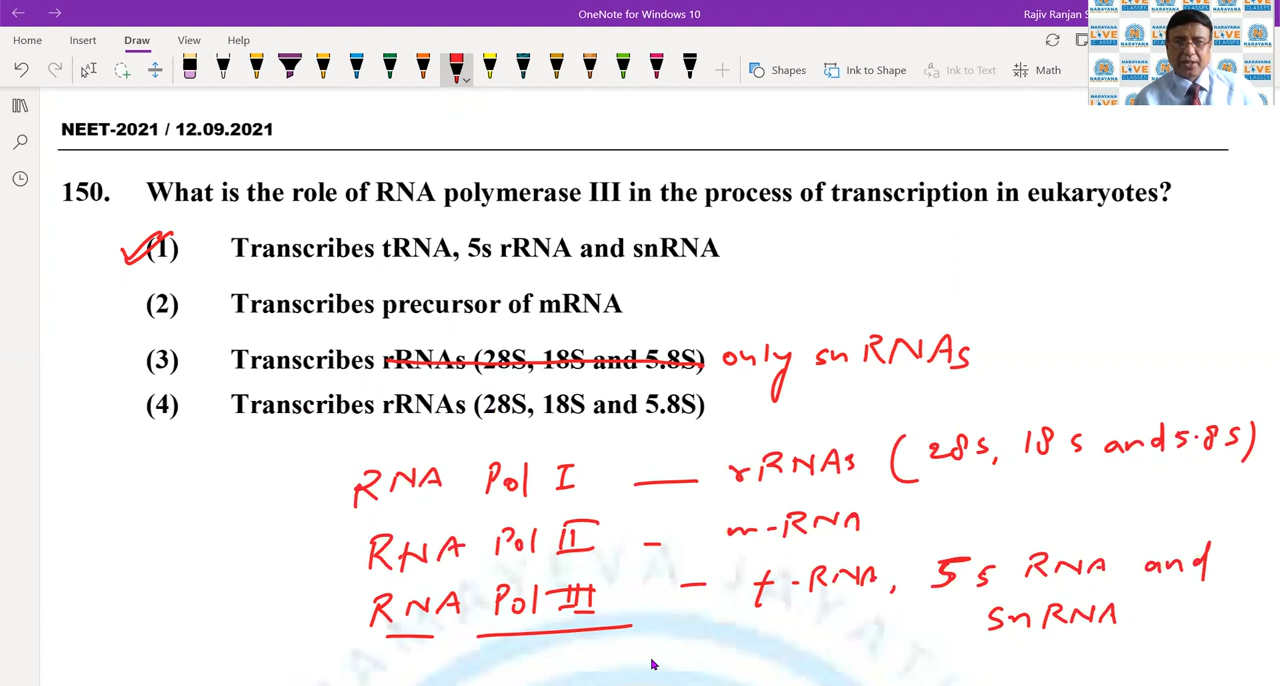 OneNote for Windows 10
Rajiv Ranjan S
Home Insert Draw View Help
Shapes Ink to Shape Ink to Text Math
NARAYANA LIVE CLASSES
NEET-2021 / 12.09.2021
150. What is the role of RNA polymerase III in the process of transcription in eukaryotes?
(1) Transcribes tRNA, 5s rRNA and snRNA
(2) Transcribes precursor of mRNA
(3) Transcribes rRNAs (28S, 18S and 5.8S) only snRNAs
(4) Transcribes rRNAs (28S, 18S and 5.8S)
RNA Pol I — rRNAs (28s, 18s and 5.8s)
RNA Pol II - m-RNA
RNA Pol III - t-RNA, 5s RNA and
snRNA